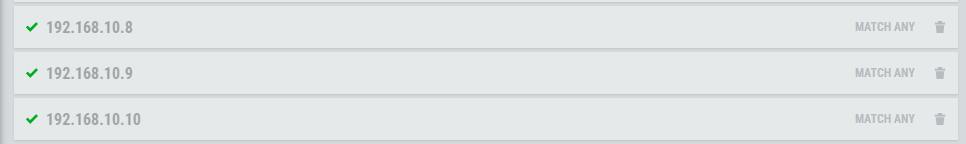 192.168.10.8 MATCH ANY
192.168.10.9 MATCH ANY
192.168.10.10 MATCH ANY